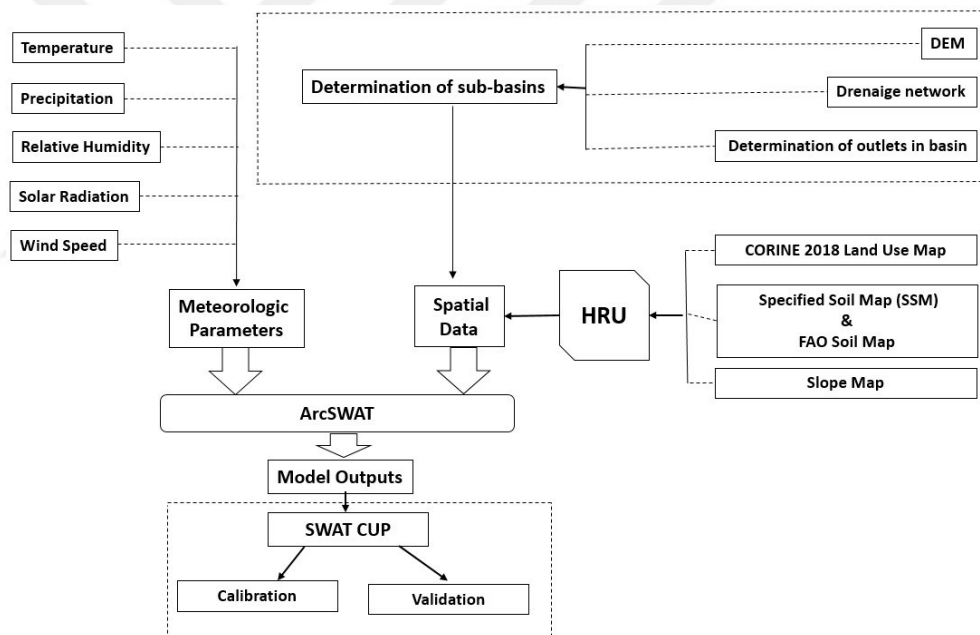 Temperature
Precipitation
Relative Humidity
Solar Radiation
Wind Speed
Determination of sub-basins
DEM
Drenaige network
Determination of outlets in basin
Meteorologic
Parameters
Spatial
Data
HRU
CORINE 2018 Land Use Map
Specified Soil Map (SSM)
&
FAO Soil Map
Slope Map
ArcSWAT
Model Outputs
SWAT CUP
Calibration
Validation